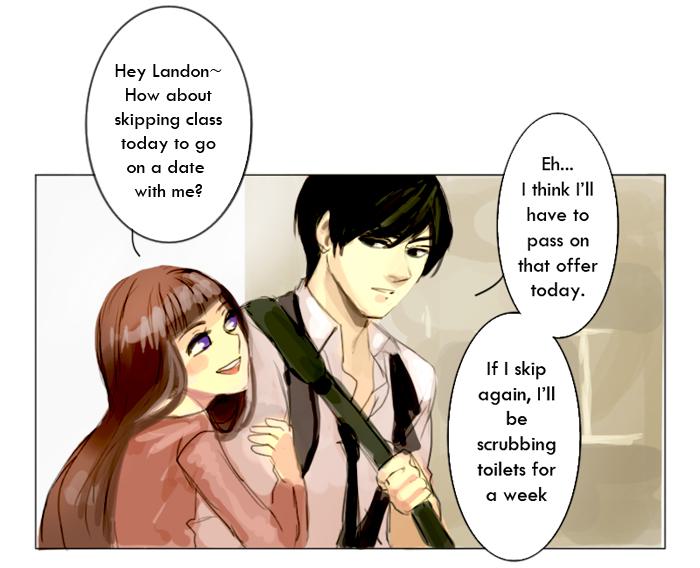 Hey Landon~
How about
skipping class
today to go
on a date
with me?
Eh...
I think I'll
have to
pass on
that offer
today.
If I skip
again, I'll
be
scrubbing
toilets for
a week